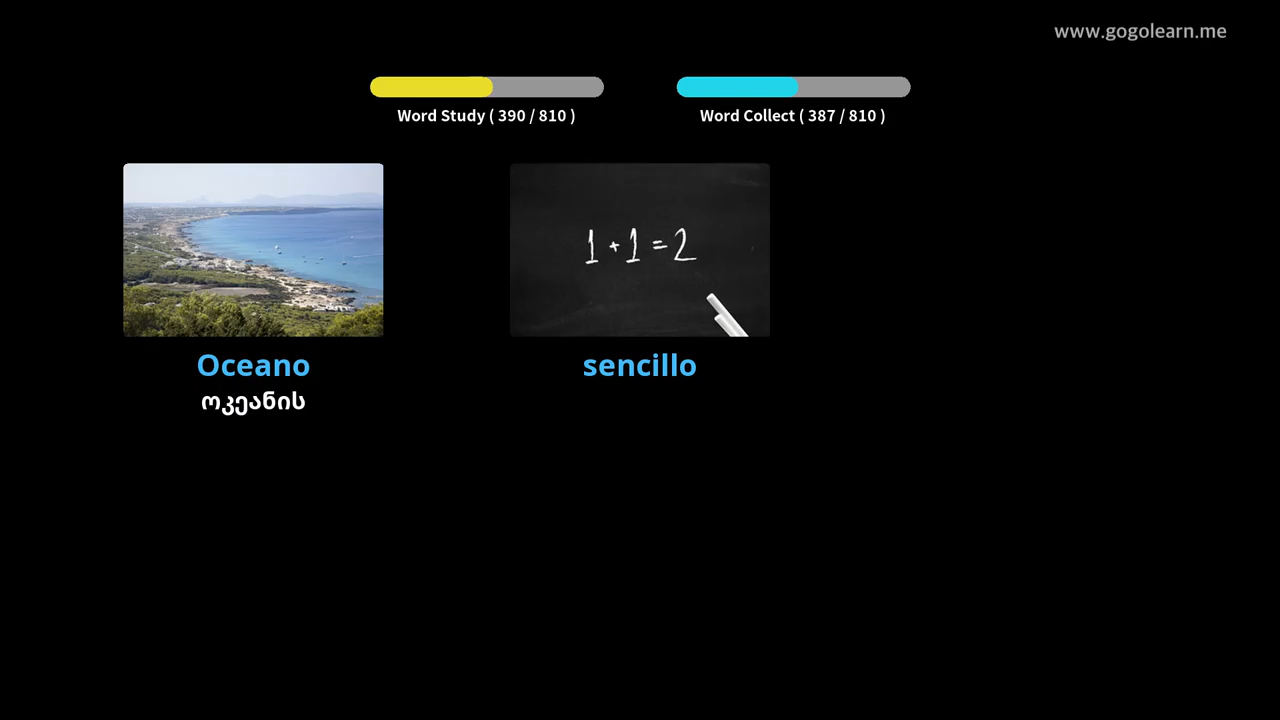 www.gogolearn.me
Word Study ( 390 / 810 )
Word Collect ( 387 / 810 )
1 + 1 = 2
Oceano
sencillo
ოკეანის